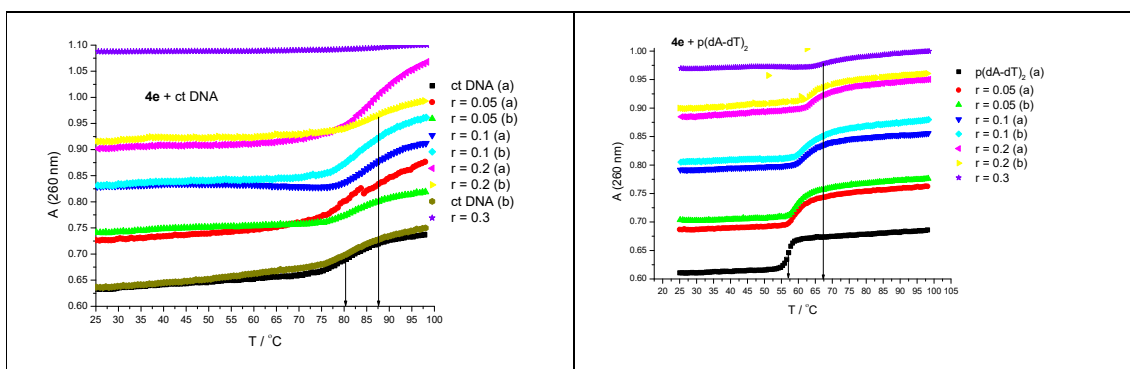 4e + ct DNA
A (260 nm)
1.10
1.05
1.00
0.95
0.90
0.85
0.80
0.75
0.70
0.65
0.60
25 30 35 40 45 50 55 60 65 70 75 80 85 90 95 100
T / °C
ct DNA (a)
r = 0.05 (a)
r = 0.05 (b)
r = 0.1 (a)
r = 0.1 (b)
r = 0.2 (a)
r = 0.2 (b)
ct DNA (b)
r = 0.3
4e + p(dA-dT)2
A (260 nm)
1.00
0.95
0.90
0.85
0.80
0.75
0.70
0.65
0.60
25 30 35 40 45 50 55 60 65 70 75 80 85 90 95 100 105
T / °C
p(dA-dT)2 (a)
r = 0.05 (a)
r = 0.05 (b)
r = 0.1 (a)
r = 0.1 (b)
r = 0.2 (a)
r = 0.2 (b)
r = 0.3